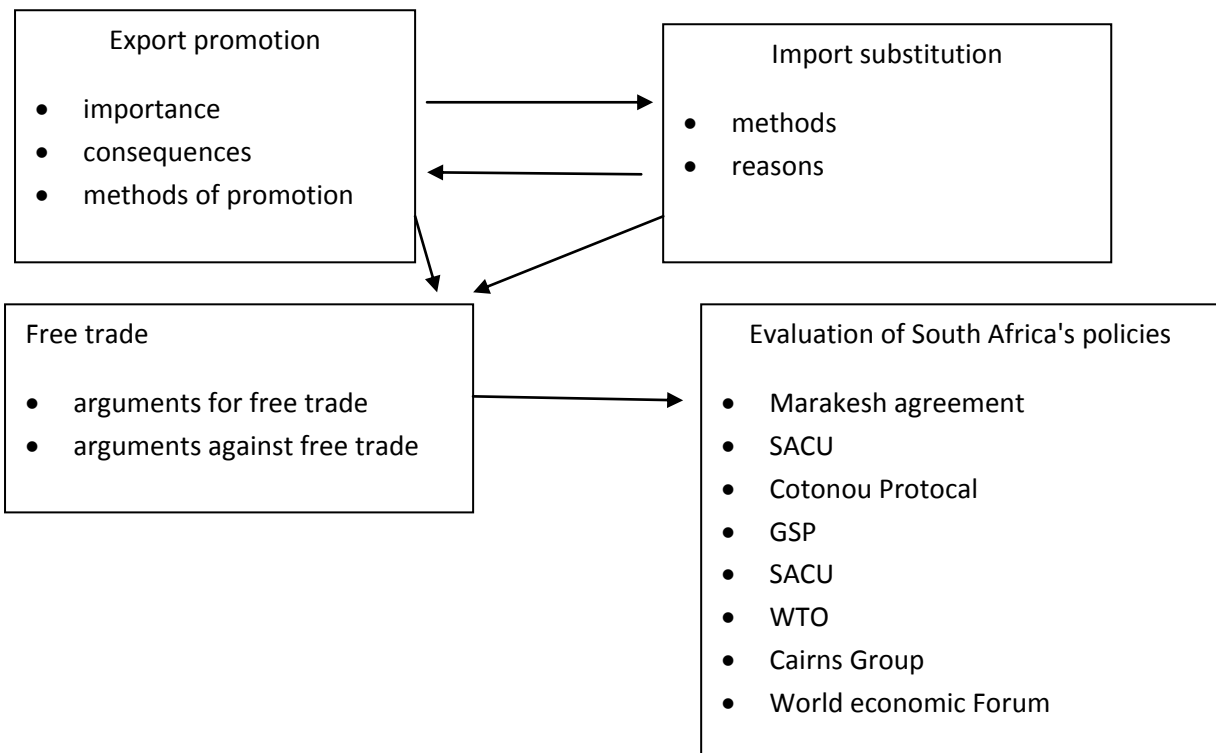 Export promotion
• importance
• consequences
• methods of promotion
Import substitution
• methods
• reasons
Free trade
• arguments for free trade
• arguments against free trade
Evaluation of South Africa's policies
• Marakesh agreement
• SACU
• Cotonou Protocal
• GSP
• SACU
• WTO
• Cairns Group
• World economic Forum